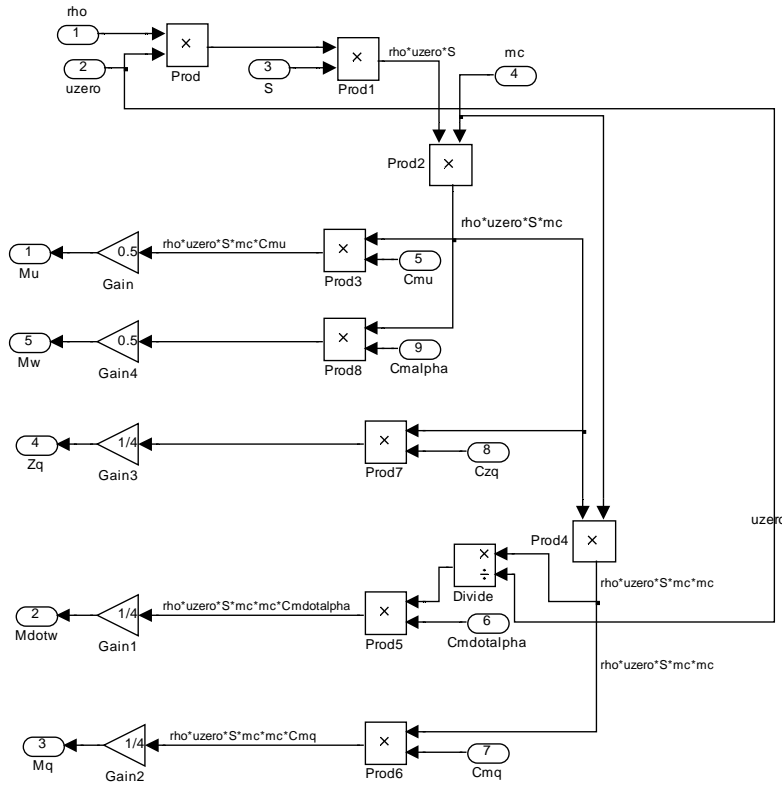 rho
1
×
Prod
2
uzero
3
S
×
Prod1
rho*uzero*S
mc
4
Prod2
×
rho*uzero*S*mc
1
Mu
0.5
Gain
rho*uzero*S*mc*Cmu
×
Prod3
5
Cmu
5
Mw
0.5
Gain4
×
Prod8
9
Cmalpha
4
Zq
1/4
Gain3
×
Prod7
8
Czq
uzero
Prod4
×
×
÷
Divide
rho*uzero*S*mc*mc
2
Mdotw
1/4
Gain1
rho*uzero*S*mc*mc*Cmdotalpha
×
Prod5
6
Cmdotalpha
rho*uzero*S*mc*mc
3
Mq
1/4
Gain2
rho*uzero*S*mc*mc*Cmq
×
Prod6
7
Cmq